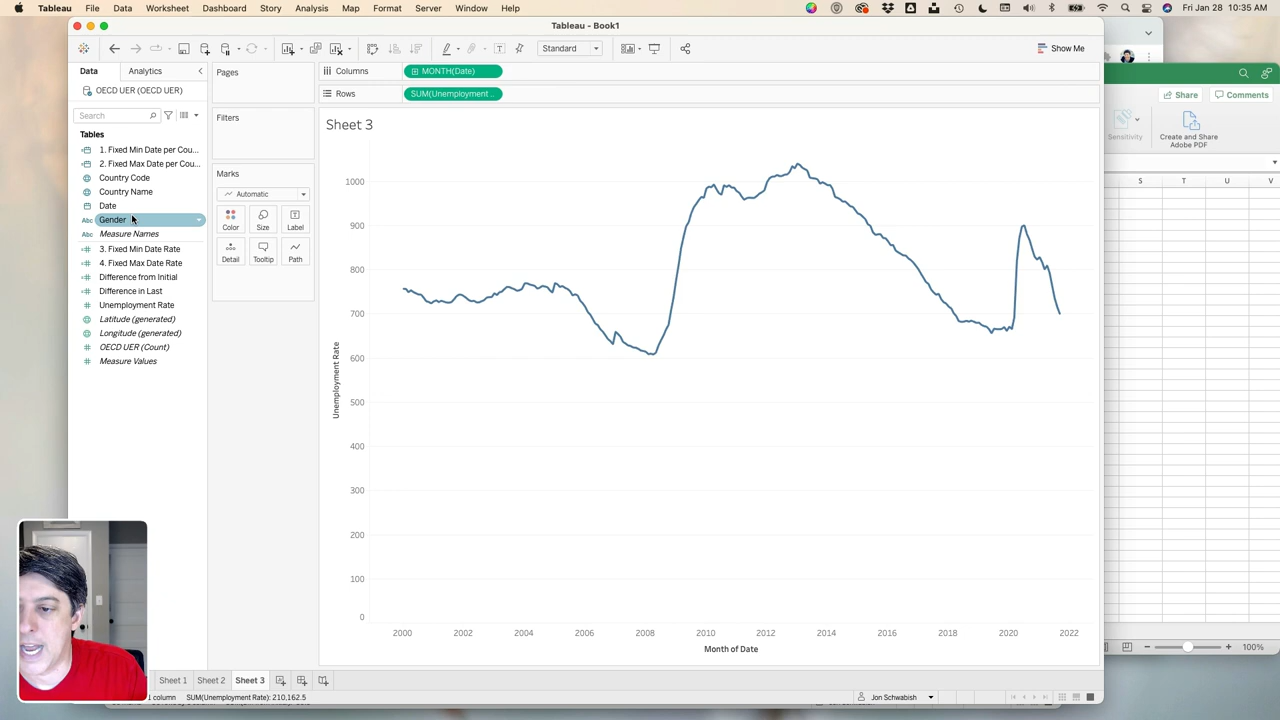 Tableau File Data Worksheet Dashboard Story Analysis Map Format Server Window Help Fri Jan 28 10:35 AM
Tableau - Book1
Standard
Show Me
Data Analytics
OECD UER (OECD UER)
Search
Tables
1. Fixed Min Date per Cou...
2. Fixed Max Date per Cou...
Country Code
Country Name
Date
Abc Gender
Abc Measure Names
3. Fixed Min Date Rate
4. Fixed Max Date Rate
Difference from Initial
Difference in Last
Unemployment Rate
Latitude (generated)
Longitude (generated)
OECD UER (Count)
Measure Values
Pages
Filters
Marks
Automatic
Color Size Label
Detail Tooltip Path
Columns MONTH(Date)
Rows SUM(Unemployment...
Sheet 3
1000
900
800
700
600
500
400
300
200
100
0
Unemployment Rate
2000 2002 2004 2006 2008 2010 2012 2014 2016 2018 2020 2022
Month of Date
Share Comments
Sensitivity
Create and Share
Adobe PDF
S T U V W
100%
Sheet 1 Sheet 2 Sheet 3
1 column SUM(Unemployment Rate): 210,162.5
Jon Schwabish